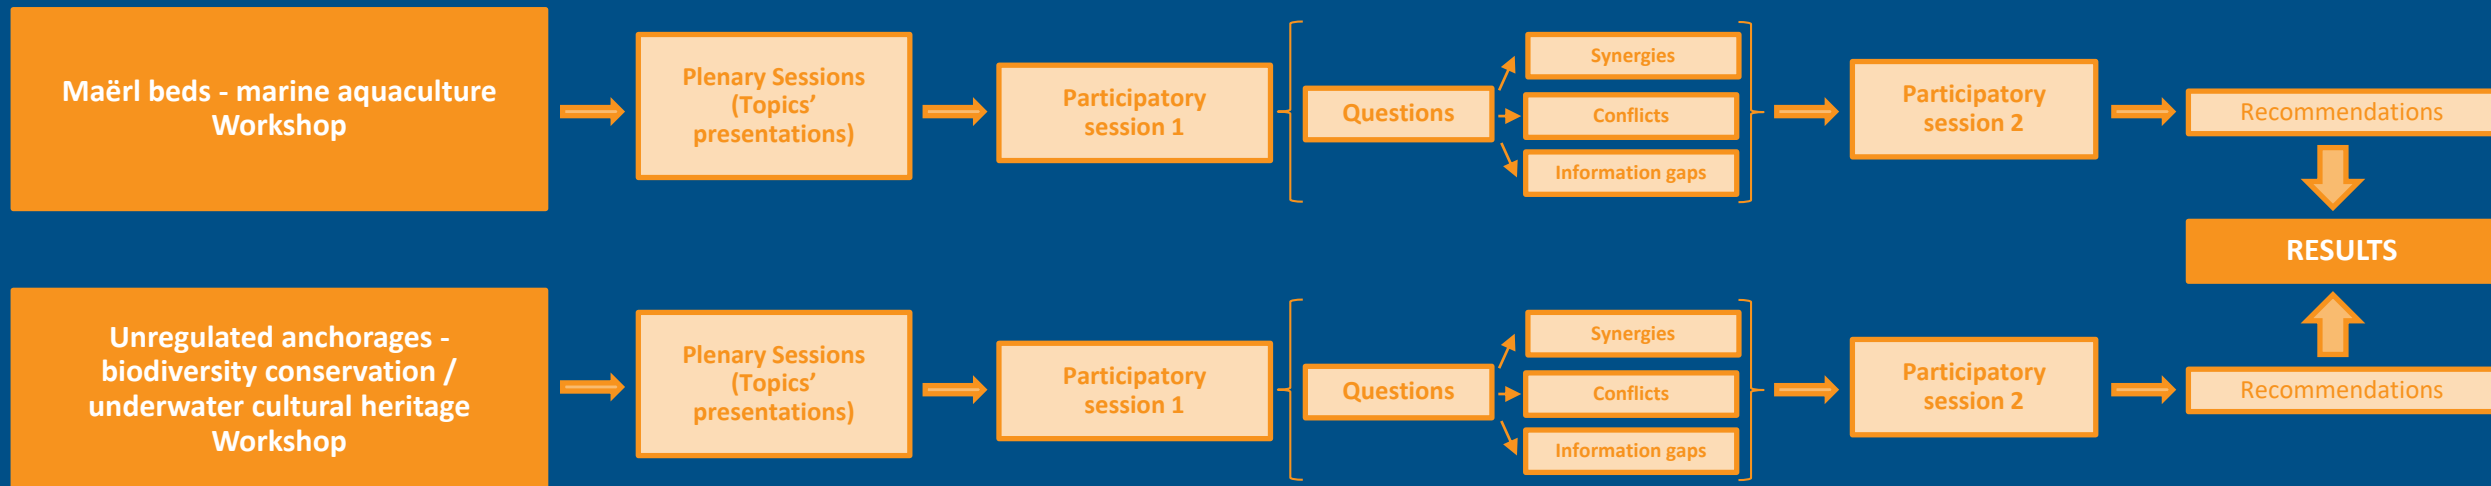 Maërl beds - marine aquaculture
Workshop
Plenary Sessions
(Topics’
presentations)
Participatory
session 1
Questions
Synergies
Conflicts
Information gaps
Participatory
session 2
Recommendations
RESULTS
Unregulated anchorages -
biodiversity conservation /
underwater cultural heritage
Workshop
Plenary Sessions
(Topics’
presentations)
Participatory
session 1
Questions
Synergies
Conflicts
Information gaps
Participatory
session 2
Recommendations